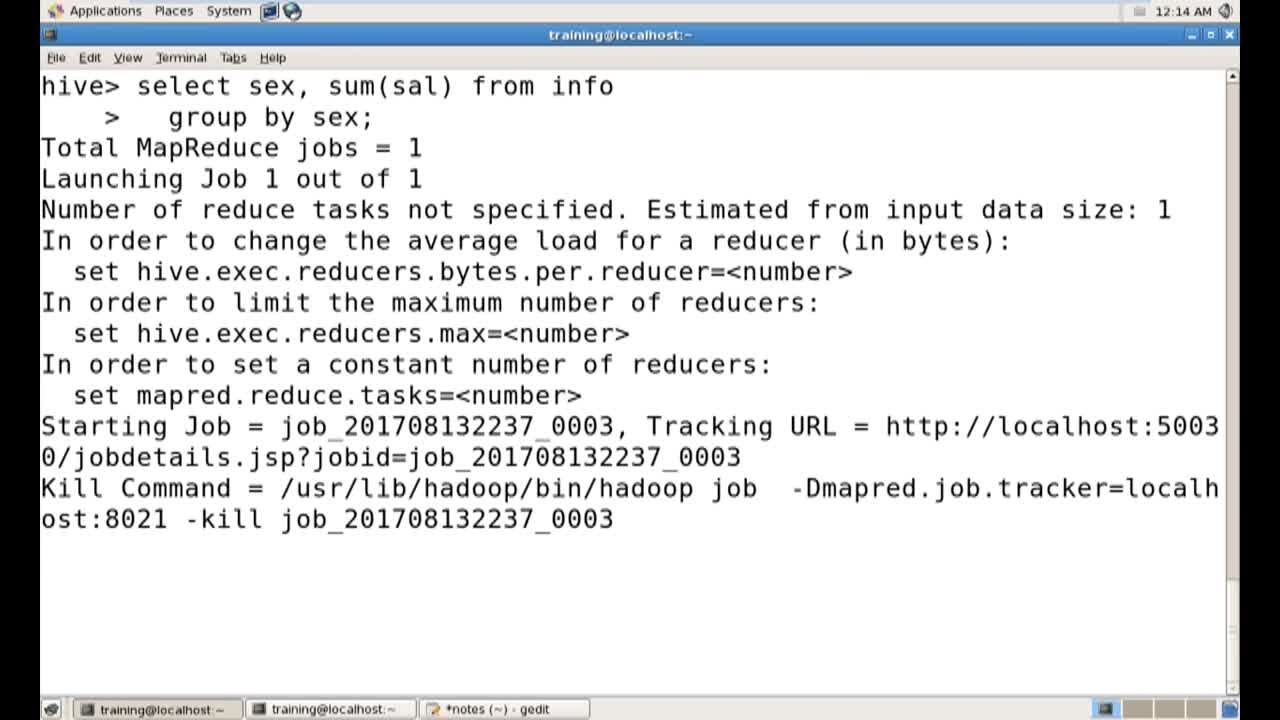 Applications Places System 12:14 AM
training@localhost:~
File Edit View Terminal Tabs Help
hive> select sex, sum(sal) from info
    >   group by sex;
Total MapReduce jobs = 1
Launching Job 1 out of 1
Number of reduce tasks not specified. Estimated from input data size: 1
In order to change the average load for a reducer (in bytes):
  set hive.exec.reducers.bytes.per.reducer=<number>
In order to limit the maximum number of reducers:
  set hive.exec.reducers.max=<number>
In order to set a constant number of reducers:
  set mapred.reduce.tasks=<number>
Starting Job = job_201708132237_0003, Tracking URL = http://localhost:5003
0/jobdetails.jsp?jobid=job_201708132237_0003
Kill Command = /usr/lib/hadoop/bin/hadoop job  -Dmapred.job.tracker=localh
ost:8021 -kill job_201708132237_0003
training@localhost:~ training@localhost:~ *notes (~) - gedit